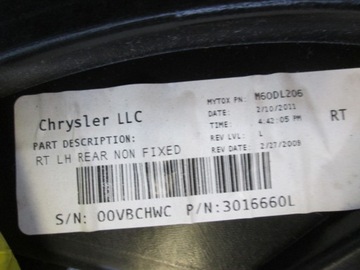 Chrysler LLC
PART DESCRIPTION:
RT LH REAR NON FIXED
MYTOX PN: M60DL206
DATE: 2/10/2011
TIME: 4:42:05 PM
REV LVL: L
REV DATE: 2/27/2009
RT
S/N: 00VBCHWC P/N:3016660L